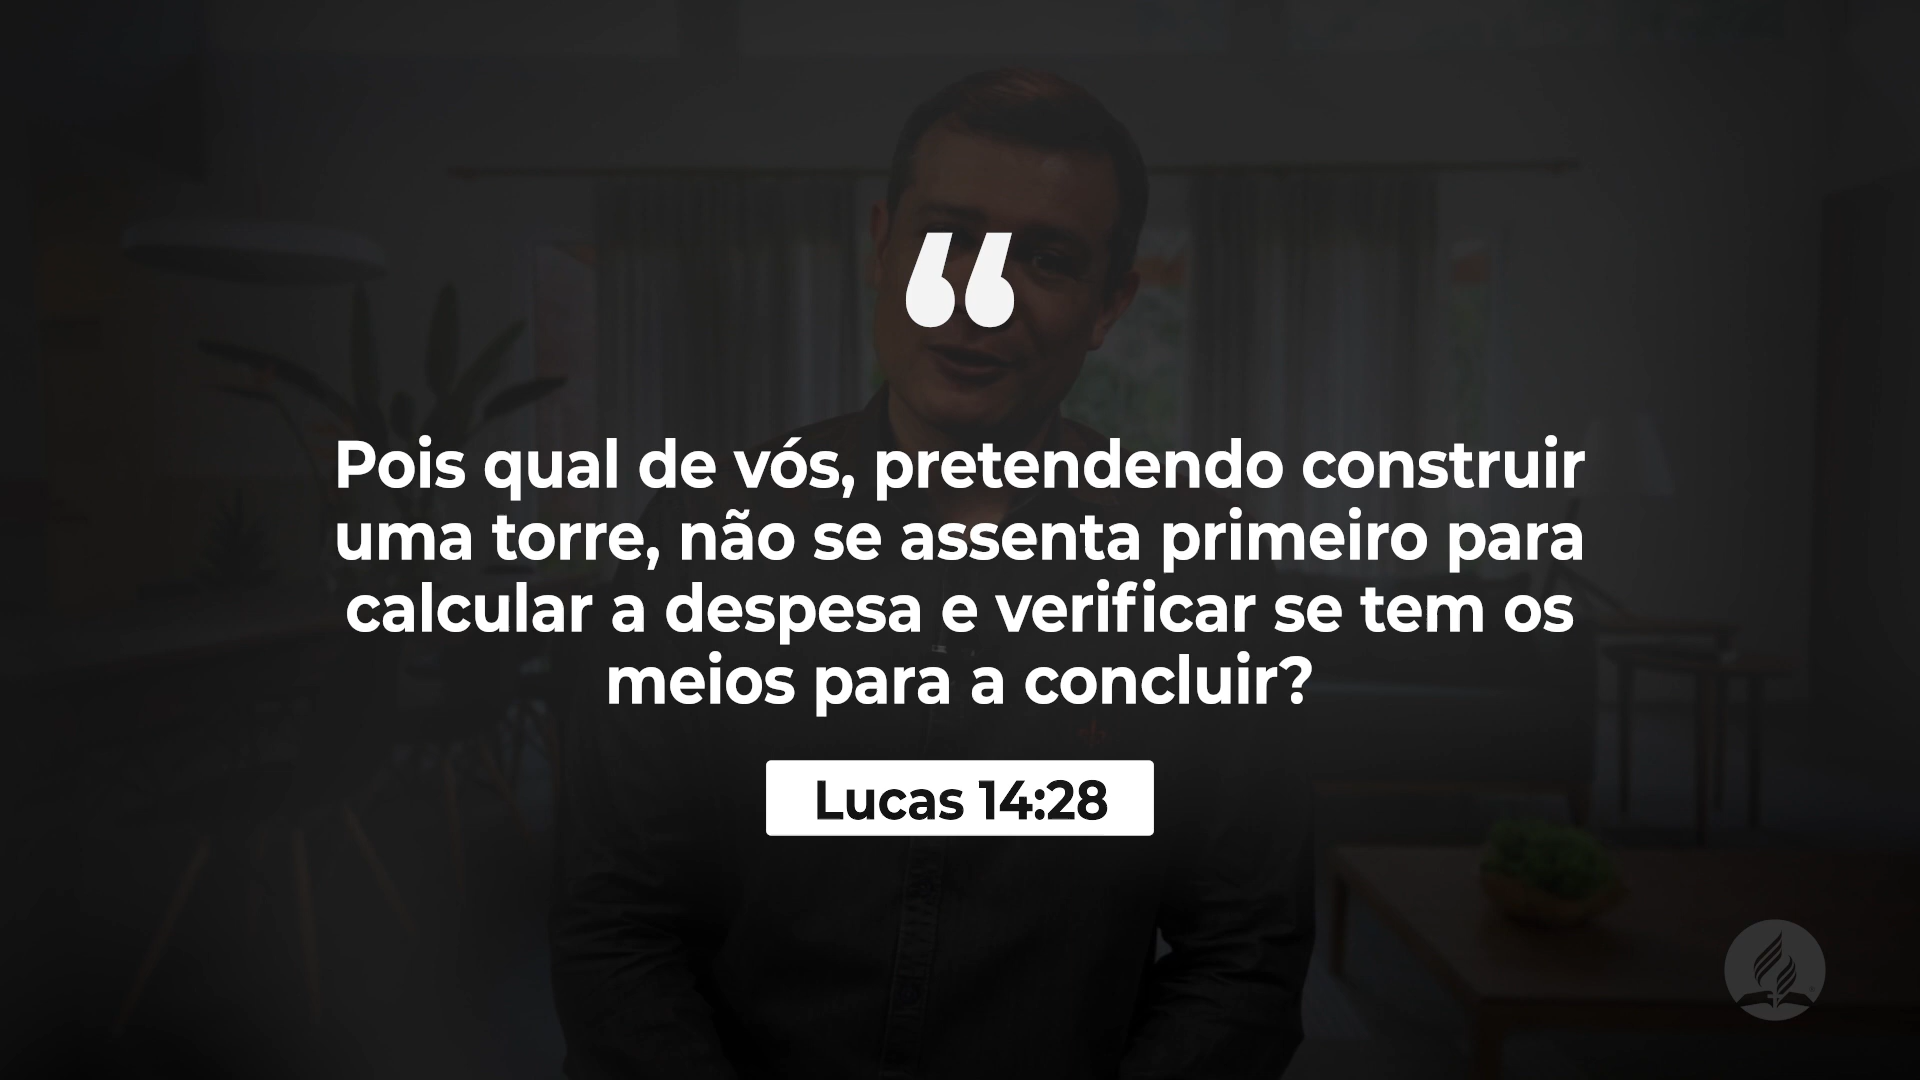 “
Pois qual de vós, pretendendo construir
uma torre, não se assenta primeiro para
calcular a despesa e verificar se tem os
meios para a concluir?
Lucas 14:28